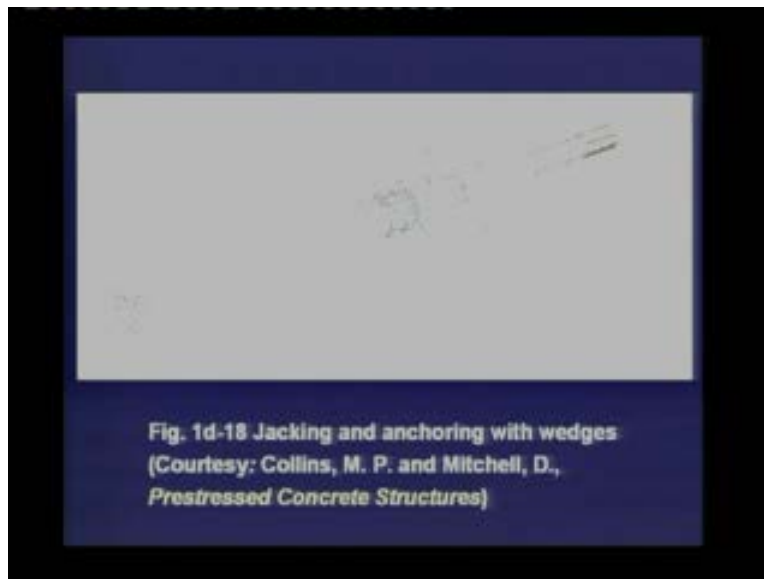 Fig. 1d-18 Jacking and anchoring with wedges
(Courtesy: Collins, M. P. and Mitchell, D.,
Prestressed Concrete Structures)